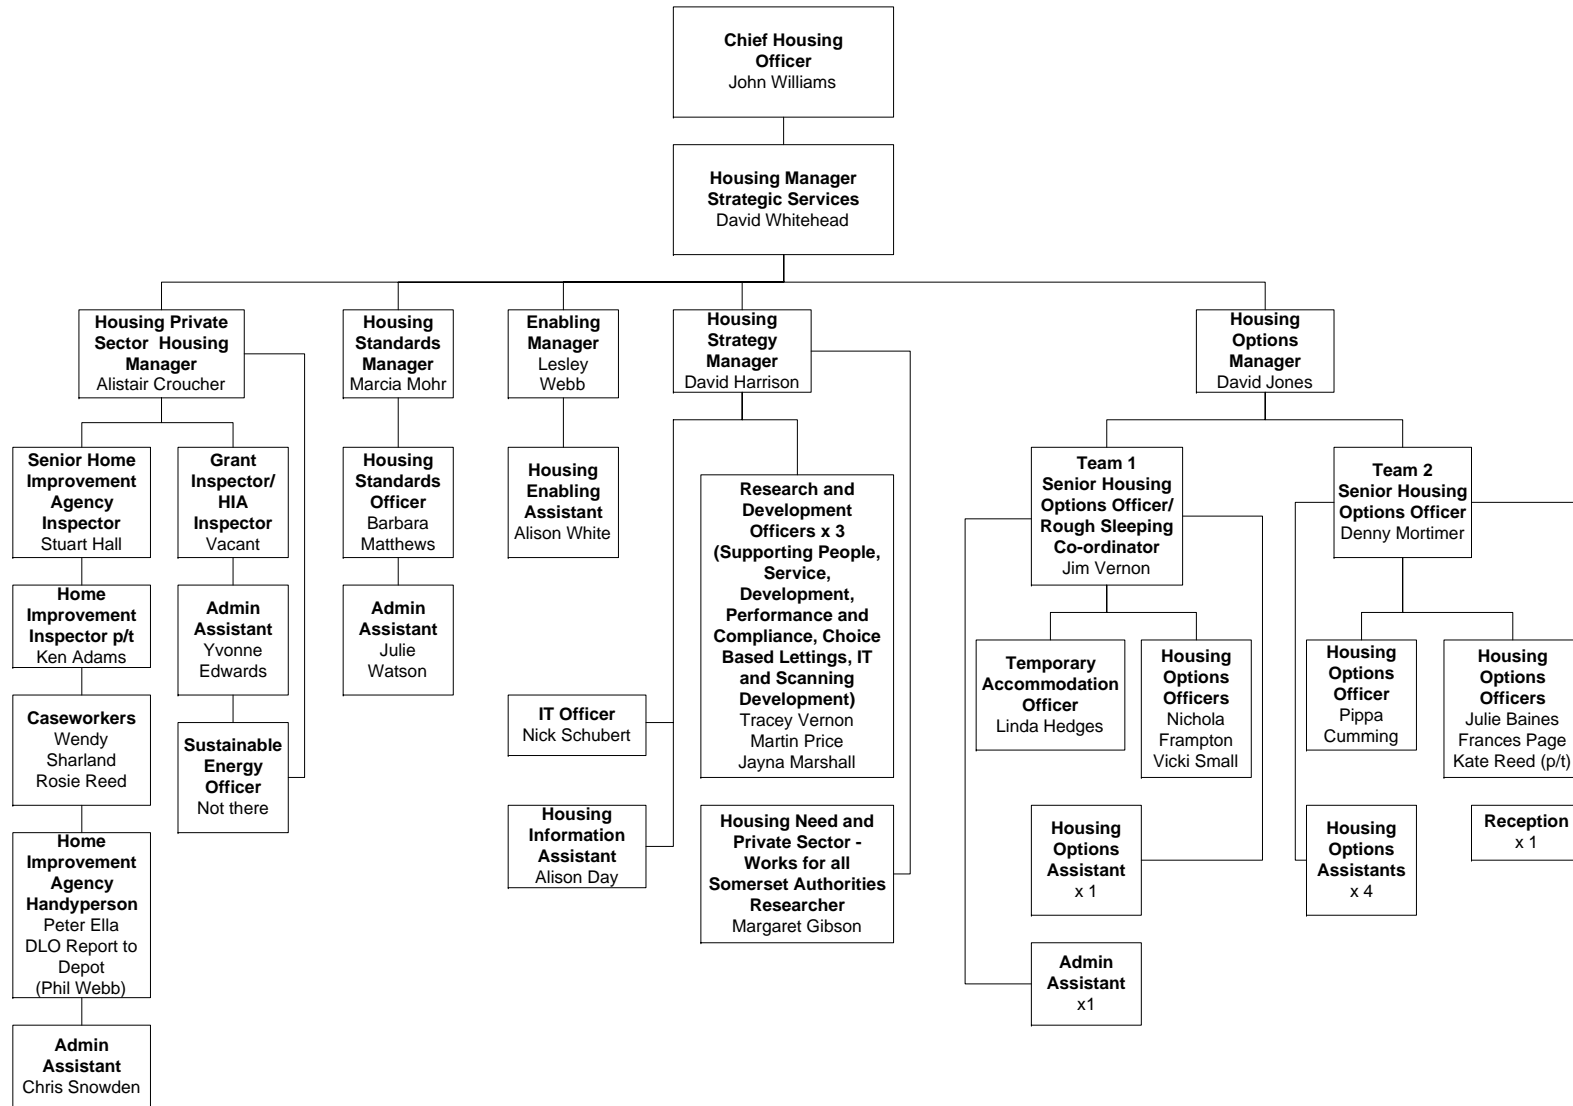 Chief Housing
Officer
John Williams
Housing Manager
Strategic Services
David Whitehead
Housing Private
Sector Housing
Manager
Alistair Croucher
Housing
Standards
Manager
Marcia Mohr
Enabling
Manager
Lesley
Webb
Housing
Strategy
Manager
David Harrison
Housing
Options
Manager
David Jones
Senior Home
Improvement
Agency
Inspector
Stuart Hall
Grant
Inspector/
HIA
Inspector
Vacant
Housing
Standards
Officer
Barbara
Matthews
Housing
Enabling
Assistant
Alison White
Research and
Development
Officers x 3
(Supporting People,
Service,
Development,
Performance and
Compliance, Choice
Based Lettings, IT
and Scanning
Development)
Tracey Vernon
Martin Price
Jayna Marshall
Team 1
Senior Housing
Options Officer/
Rough Sleeping
Co-ordinator
Jim Vernon
Team 2
Senior Housing
Options Officer
Denny Mortimer
Home
Improvement
Inspector p/t
Ken Adams
Admin
Assistant
Yvonne
Edwards
Admin
Assistant
Julie
Watson
Temporary
Accommodation
Officer
Linda Hedges
Housing
Options
Officers
Nichola
Frampton
Vicki Small
Housing
Options
Officer
Pippa
Cumming
Housing
Options
Officers
Julie Baines
Frances Page
Kate Reed (p/t)
Caseworkers
Wendy
Sharland
Rosie Reed
Sustainable
Energy
Officer
Not there
IT Officer
Nick Schubert
Home
Improvement
Agency
Handyperson
Peter Ella
DLO Report to
Depot
(Phil Webb)
Housing
Information
Assistant
Alison Day
Housing Need and
Private Sector -
Works for all
Somerset Authorities
Researcher
Margaret Gibson
Housing
Options
Assistant
x 1
Housing
Options
Assistants
x 4
Reception
x 1
Admin
Assistant
x1
Admin
Assistant
Chris Snowden